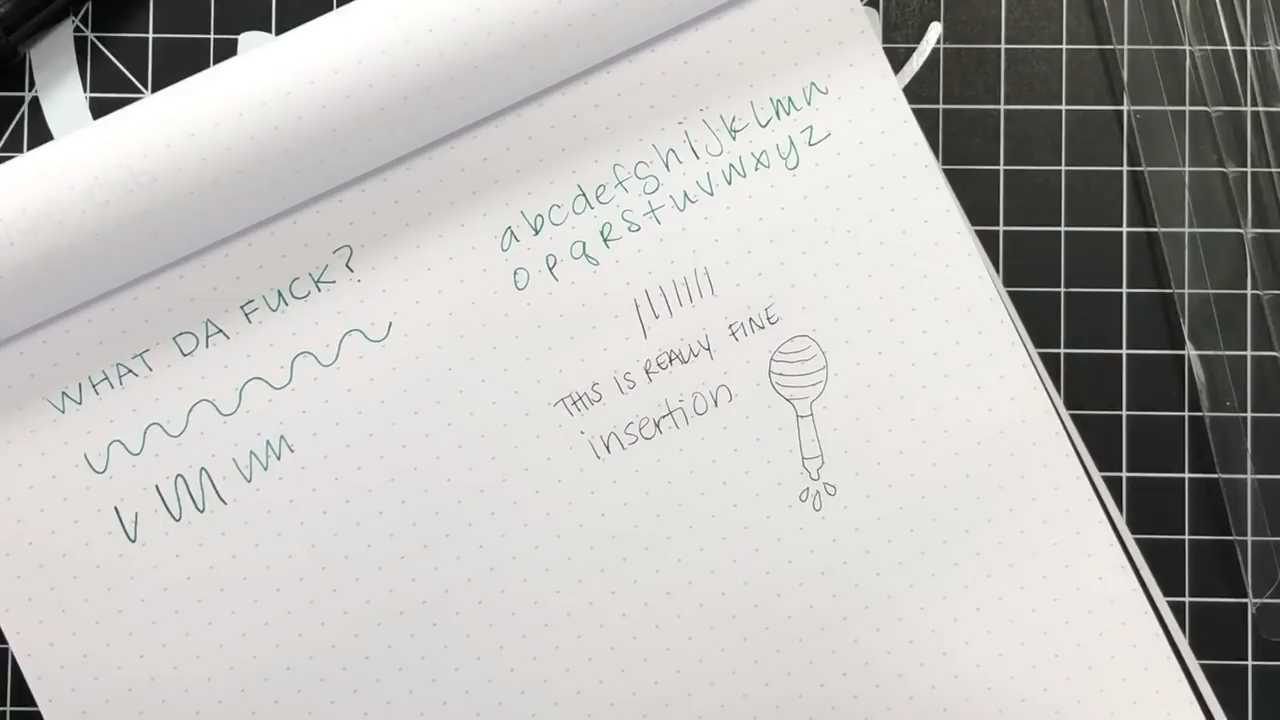 WHAT DA FUCK?
abcdefghijklmn
opqrstuvwxyz
THIS IS REALLY FINE
insertion